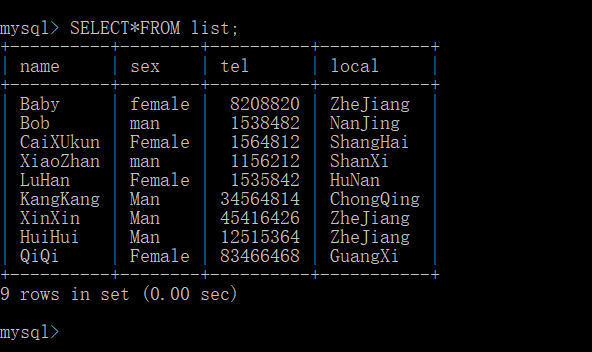 mysql> SELECT*FROM list;
+----------+--------+----------+-----------+
| name     | sex    | tel      | local     |
+----------+--------+----------+-----------+
| Baby     | female |  8208820 | ZheJiang  |
| Bob      | man    |  1538482 | NanJing   |
| CaiXUkun | Female |  1564812 | ShangHai  |
| XiaoZhan | man    |  1156212 | ShanXi    |
| LuHan    | Female |  1535842 | HuNan     |
| KangKang | Man    | 34564814 | ChongQing |
| XinXin   | Man    | 45416426 | ZheJiang  |
| HuiHui   | Man    | 12515364 | ZheJiang  |
| QiQi     | Female | 83466468 | GuangXi   |
+----------+--------+----------+-----------+
9 rows in set (0.00 sec)
mysql>